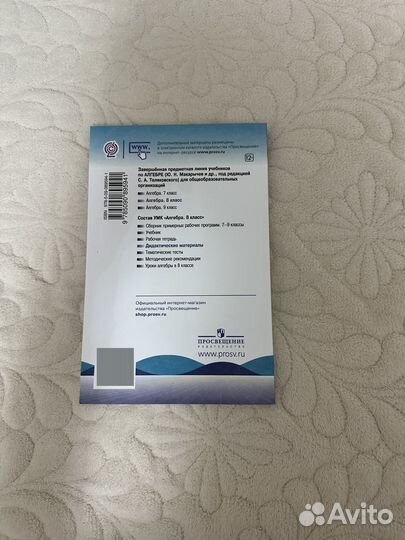 www.
Дополнительные материалы размещены
в электронном каталоге издательства «Просвещение»
на интернет-ресурсе www.prosv.ru
12+
Завершённая предметная линия учебников
по АЛГЕБРЕ (Ю. Н. Макарычев и др., под редакцией
С. А. Теляковского) для общеобразовательных
организаций
Алгебра. 7 класс
Алгебра. 8 класс
Алгебра. 9 класс
Состав УМК «Алгебра. 8 класс»
Сборник примерных рабочих программ. 7–9 классы
Учебник
Рабочая тетрадь
Дидактические материалы
Тематические тесты
Методические рекомендации
Уроки алгебры в 8 классе
Официальный интернет-магазин
издательства «Просвещение»
shop.prosv.ru
ПРОСВЕЩЕНИЕ
ИЗДАТЕЛЬСТВО
www.prosv.ru
Avito